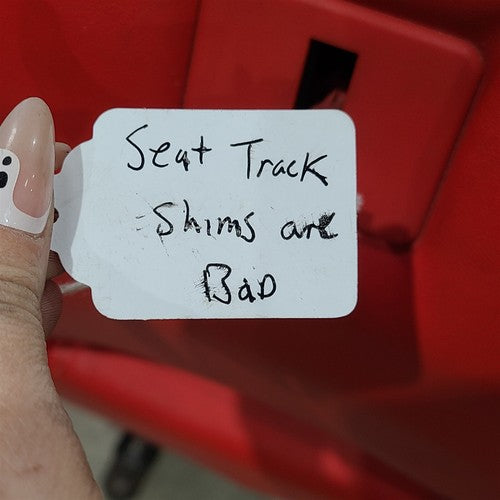 Seat Track
Shims are
Bad